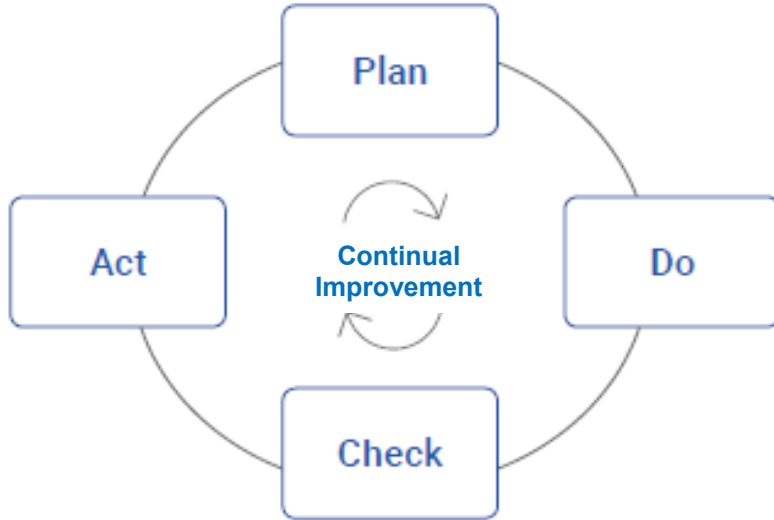 Plan
Act
Continual
Improvement
Do
Check